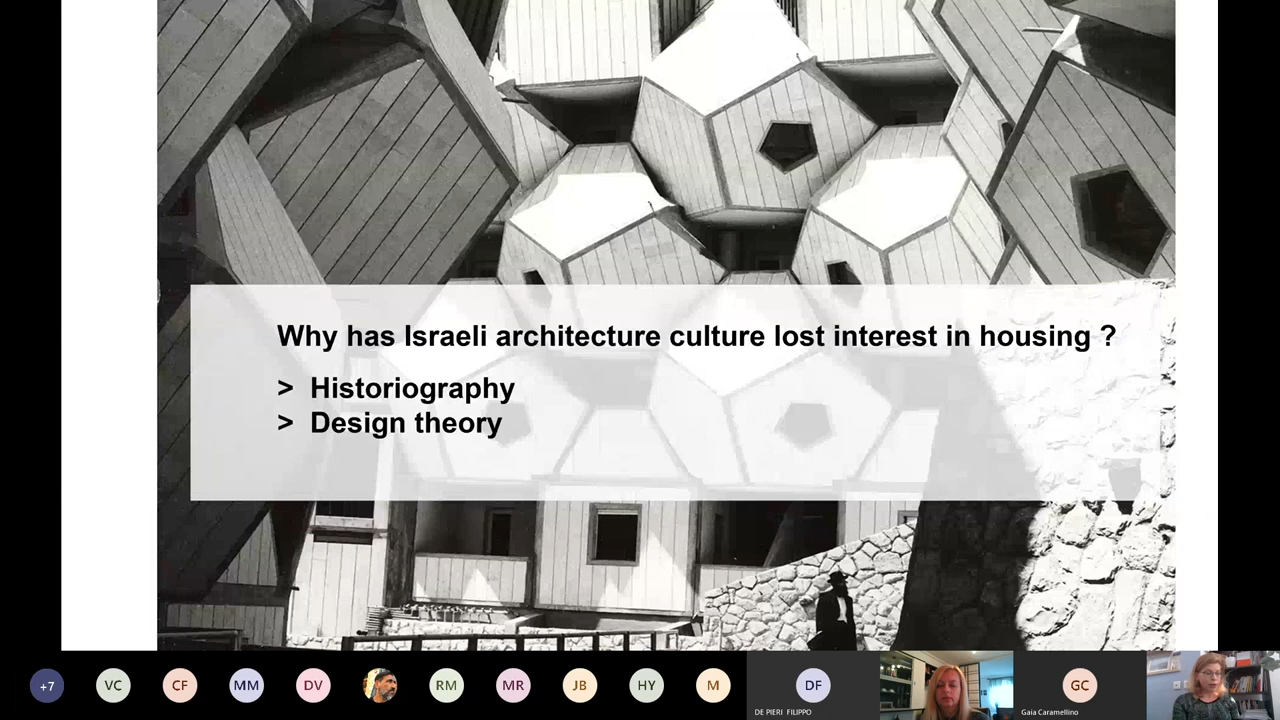 Why has Israeli architecture culture lost interest in housing ?
> Historiography
> Design theory
+7
VC
CF
MM
DV
RM
MR
JB
HY
M
DF
GC
DE PIERI FILIPPO
Gaia Caramellino